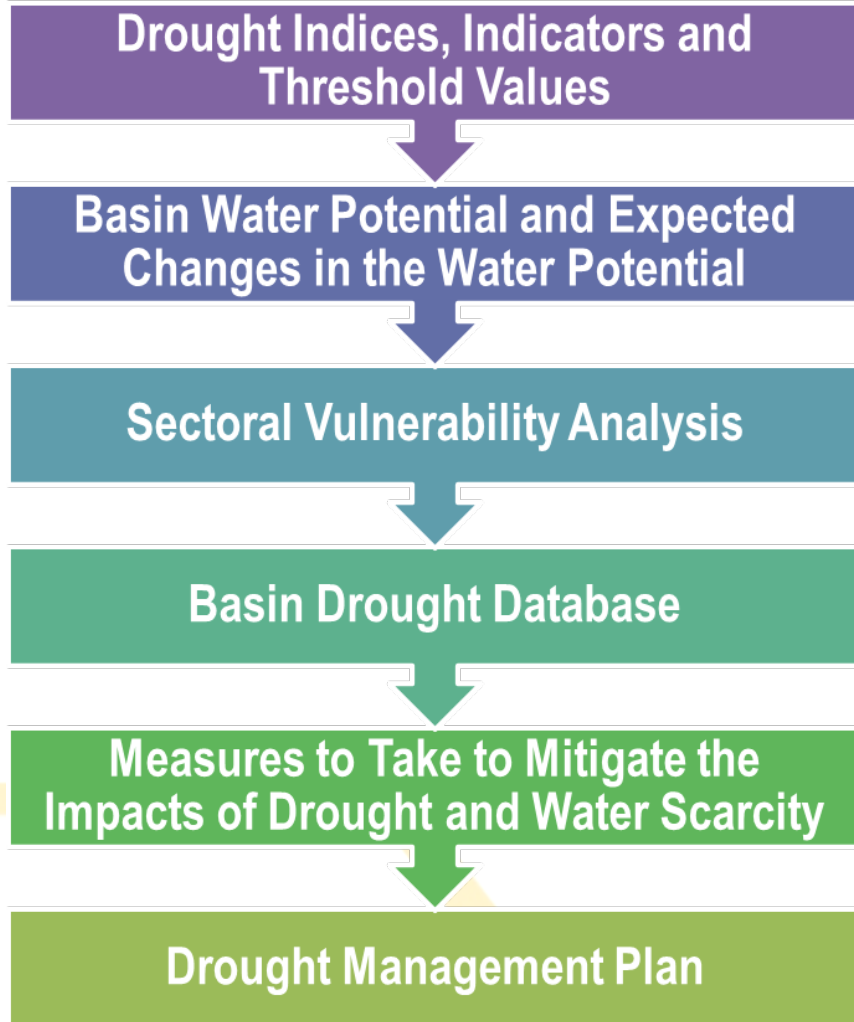 Drought Indices, Indicators and
Threshold Values
Basin Water Potential and Expected
Changes in the Water Potential
Sectoral Vulnerability Analysis
Basin Drought Database
Measures to Take to Mitigate the
Impacts of Drought and Water Scarcity
Drought Management Plan